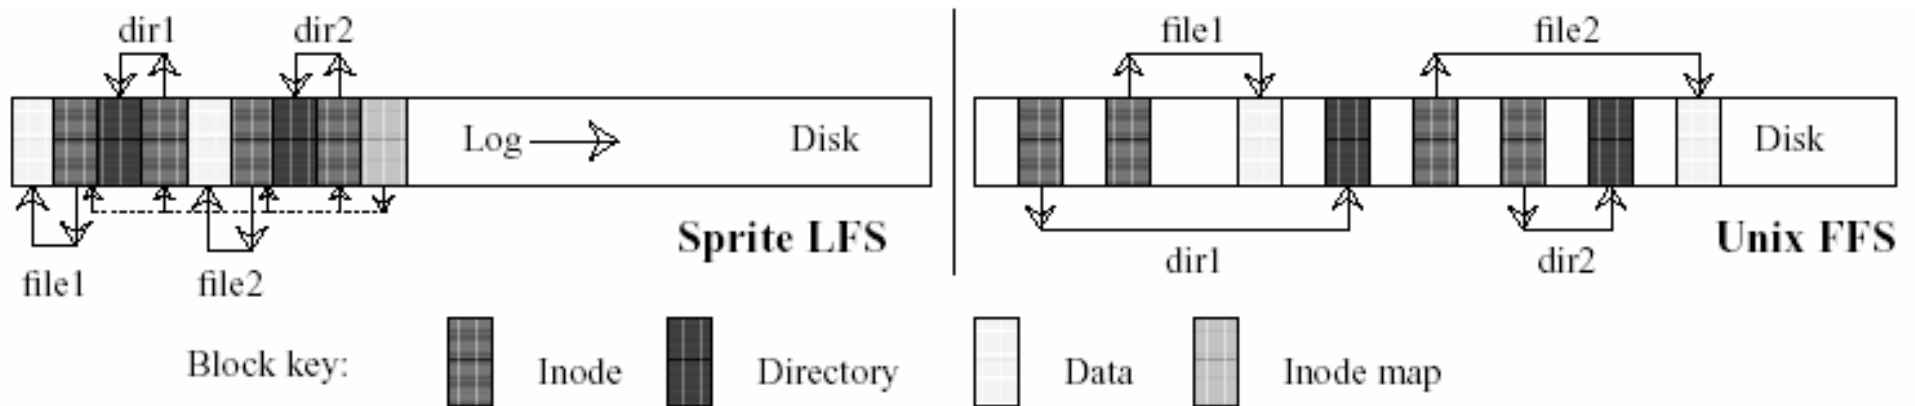 dir1 dir2
Log Disk
Sprite LFS
file1 file2
file1 file2
Disk
Unix FFS
dir1 dir2
Block key: Inode Directory Data Inode map